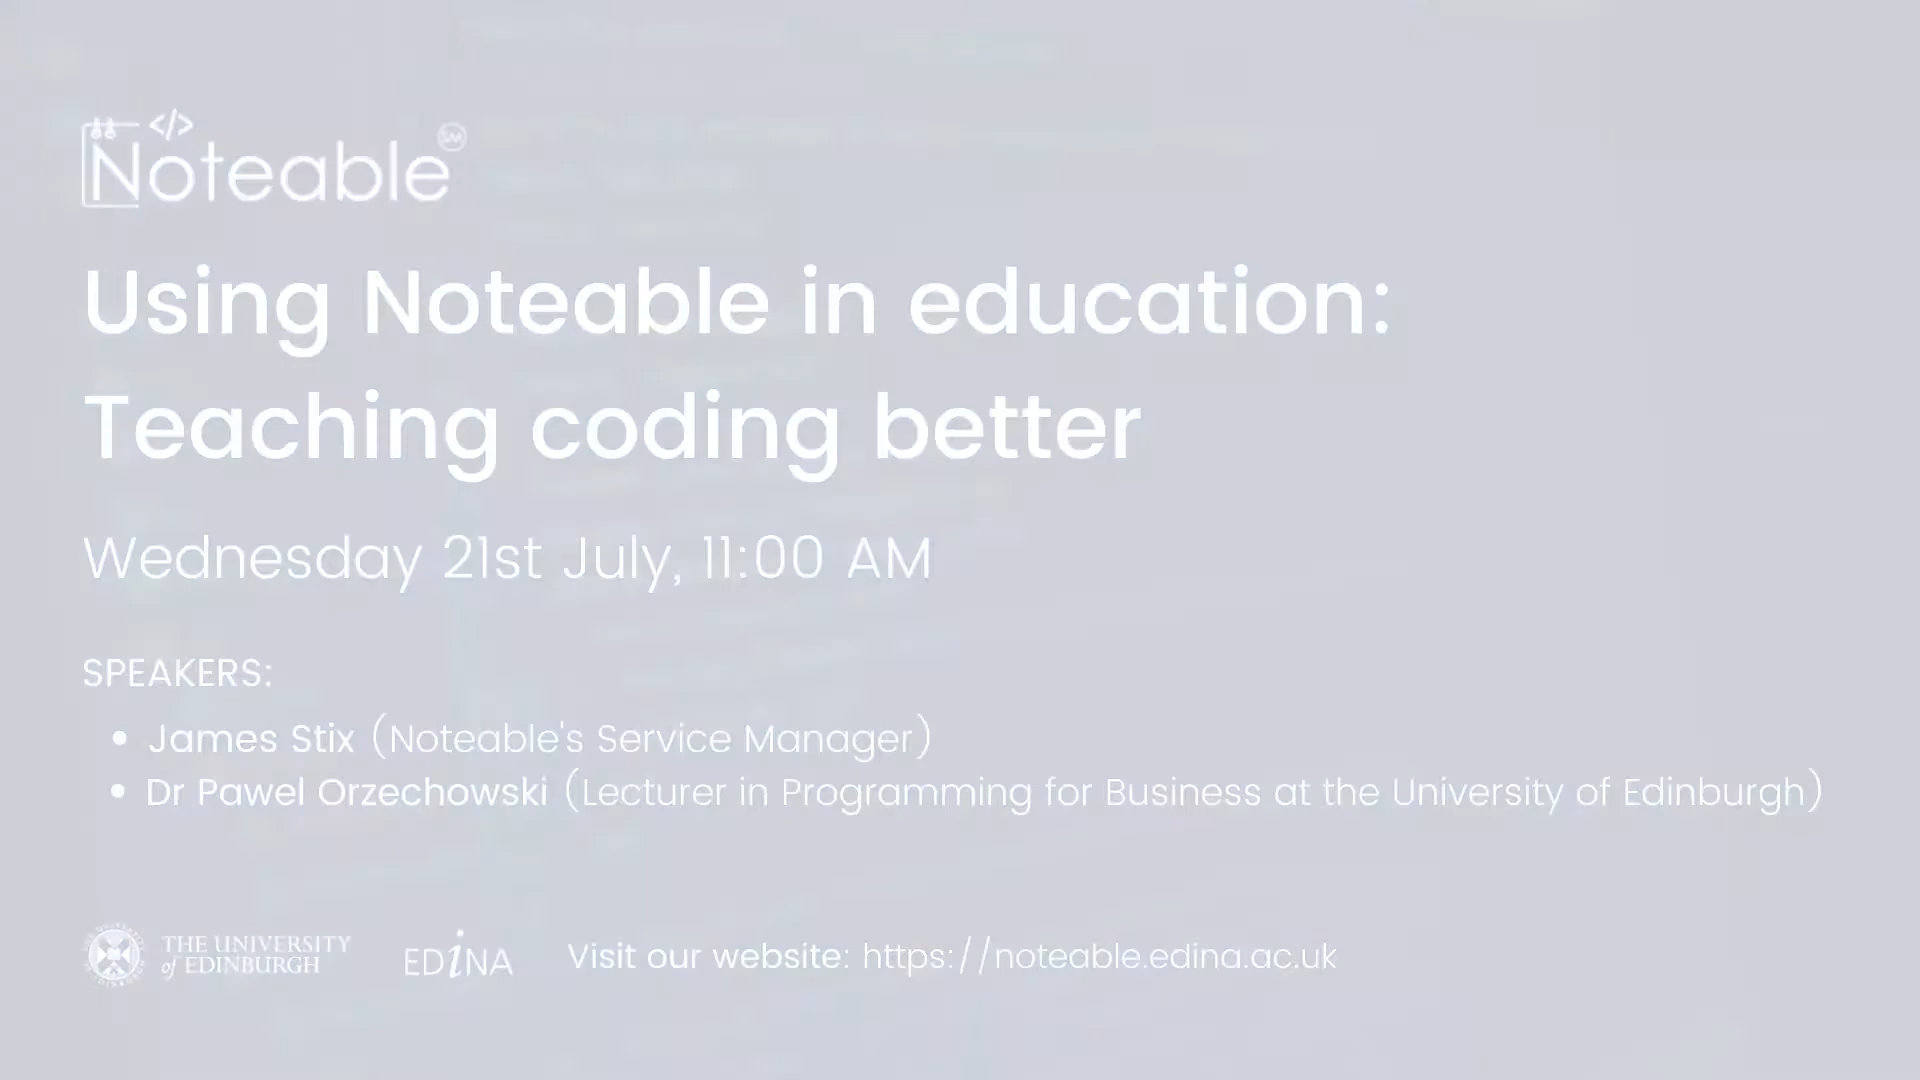 </> Noteable SM
Using Noteable in education:
Teaching coding better
Wednesday 21st July, 11:00 AM
SPEAKERS:
• James Stix (Noteable's Service Manager)
• Dr Pawel Orzechowski (Lecturer in Programming for Business at the University of Edinburgh)
THE UNIVERSITY
of EDINBURGH
EDINA
Visit our website: https://noteable.edina.ac.uk